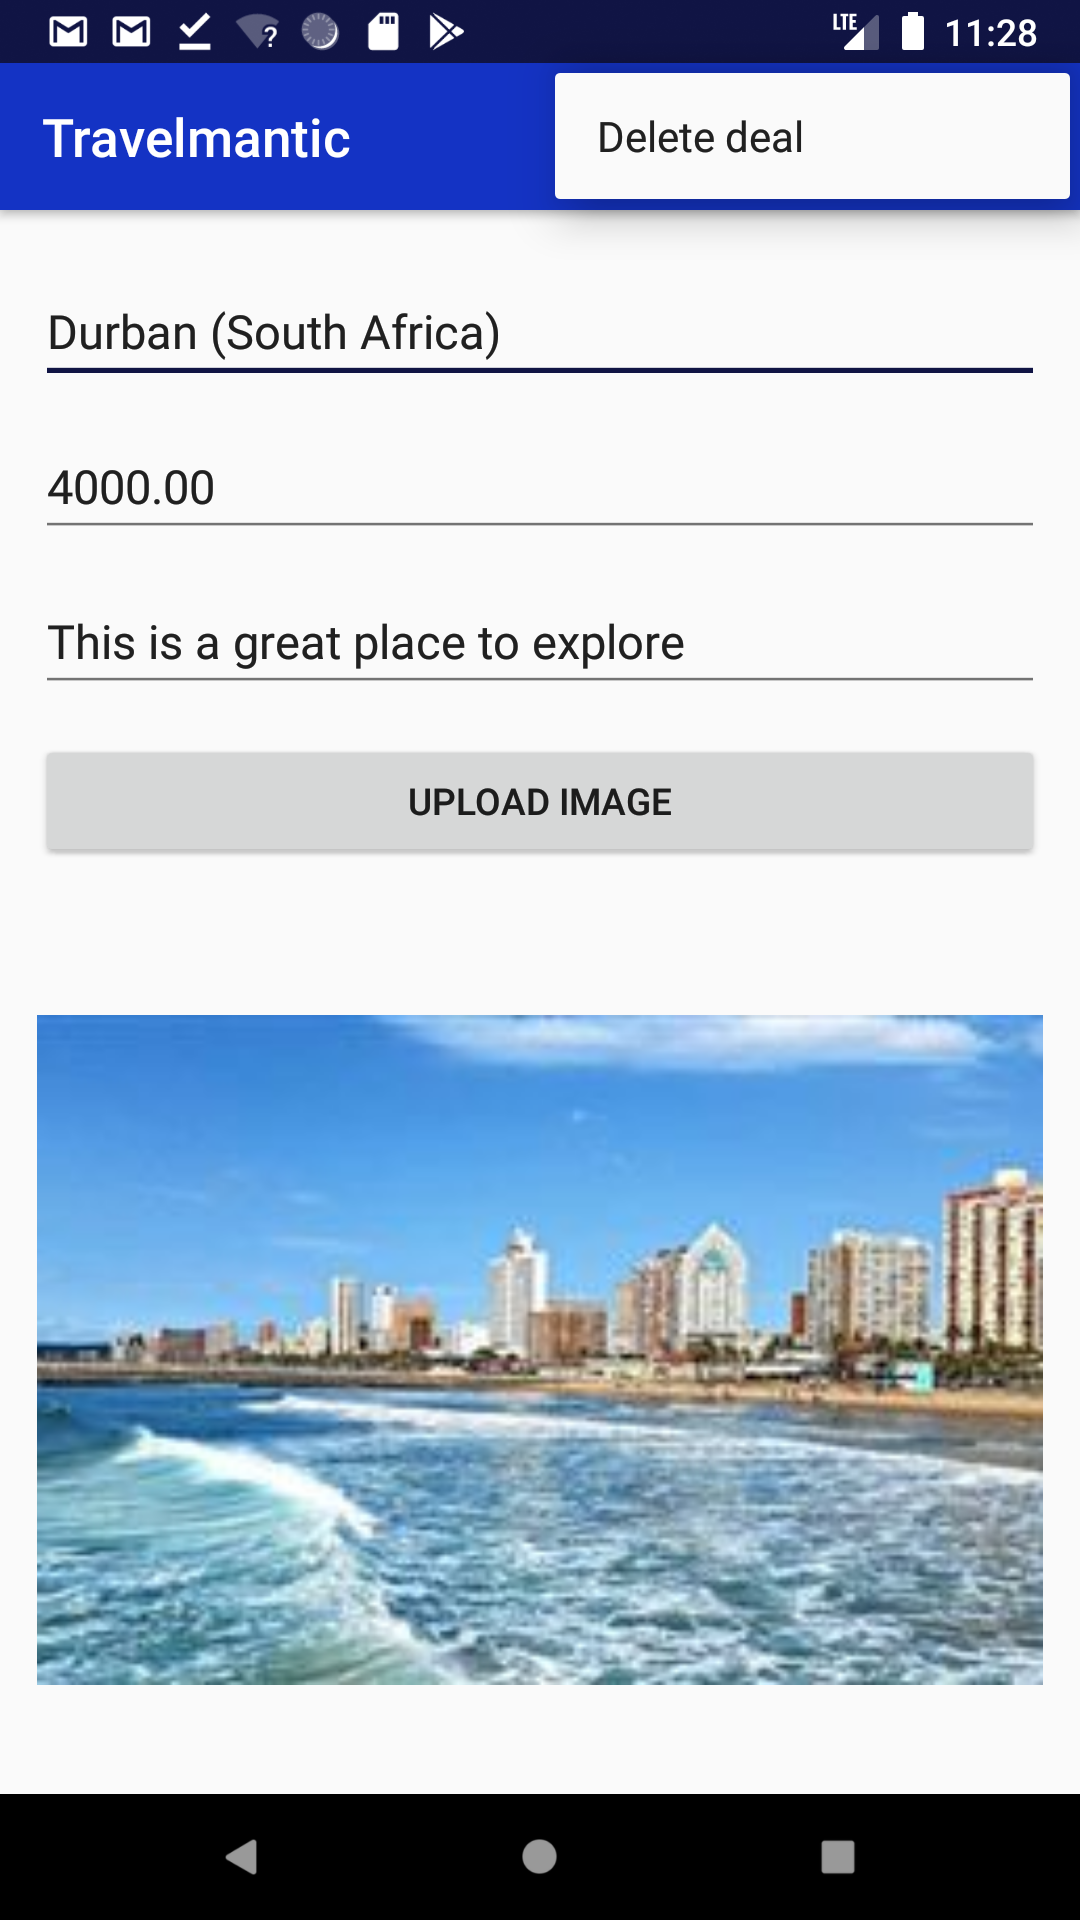 LTE 11:28
Travelmantic
Delete deal
Durban (South Africa)
4000.00
This is a great place to explore
UPLOAD IMAGE